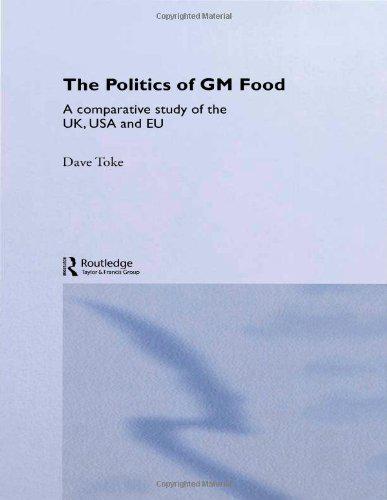 Copyrighted Material
The Politics of GM Food
A comparative study of the
UK, USA and EU
Dave Toke
Routledge
Taylor & Francis Group
Copyrighted Material